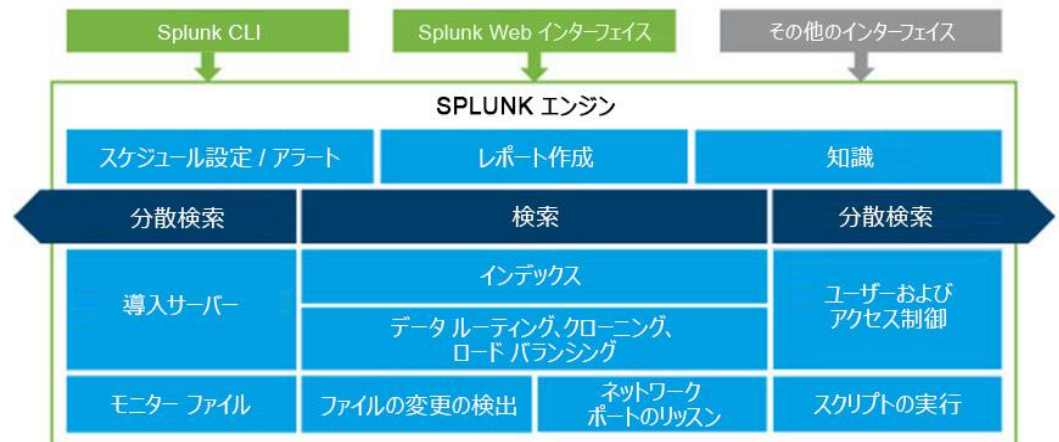 Splunk CLI
Splunk Web インターフェイス
その他のインターフェイス
SPLUNK エンジン
スケジュール設定 / アラート
レポート作成
知識
分散検索
検索
分散検索
導入サーバー
インデックス
データ ルーティング、クローニング、
ロード バランシング
ユーザーおよび
アクセス制御
モニター ファイル
ファイルの変更の検出
ネットワーク
ポートのリッスン
スクリプトの実行